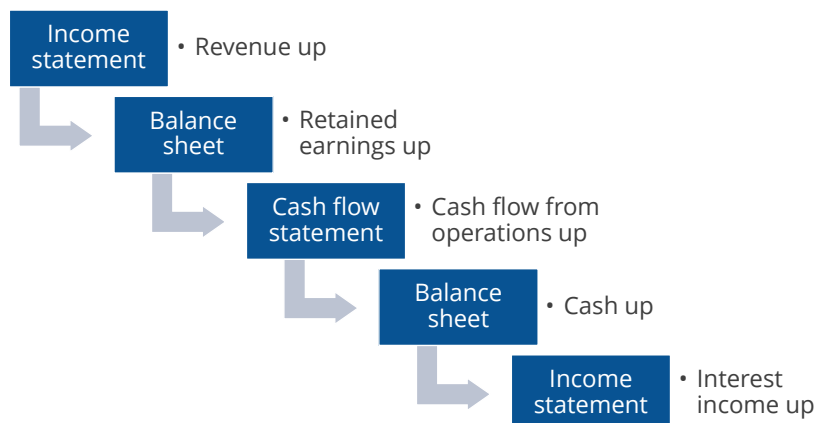 Income
statement
• Revenue up
Balance
sheet
• Retained
earnings up
Cash flow
statement
• Cash flow from
operations up
Balance
sheet
• Cash up
Income
statement
• Interest
income up